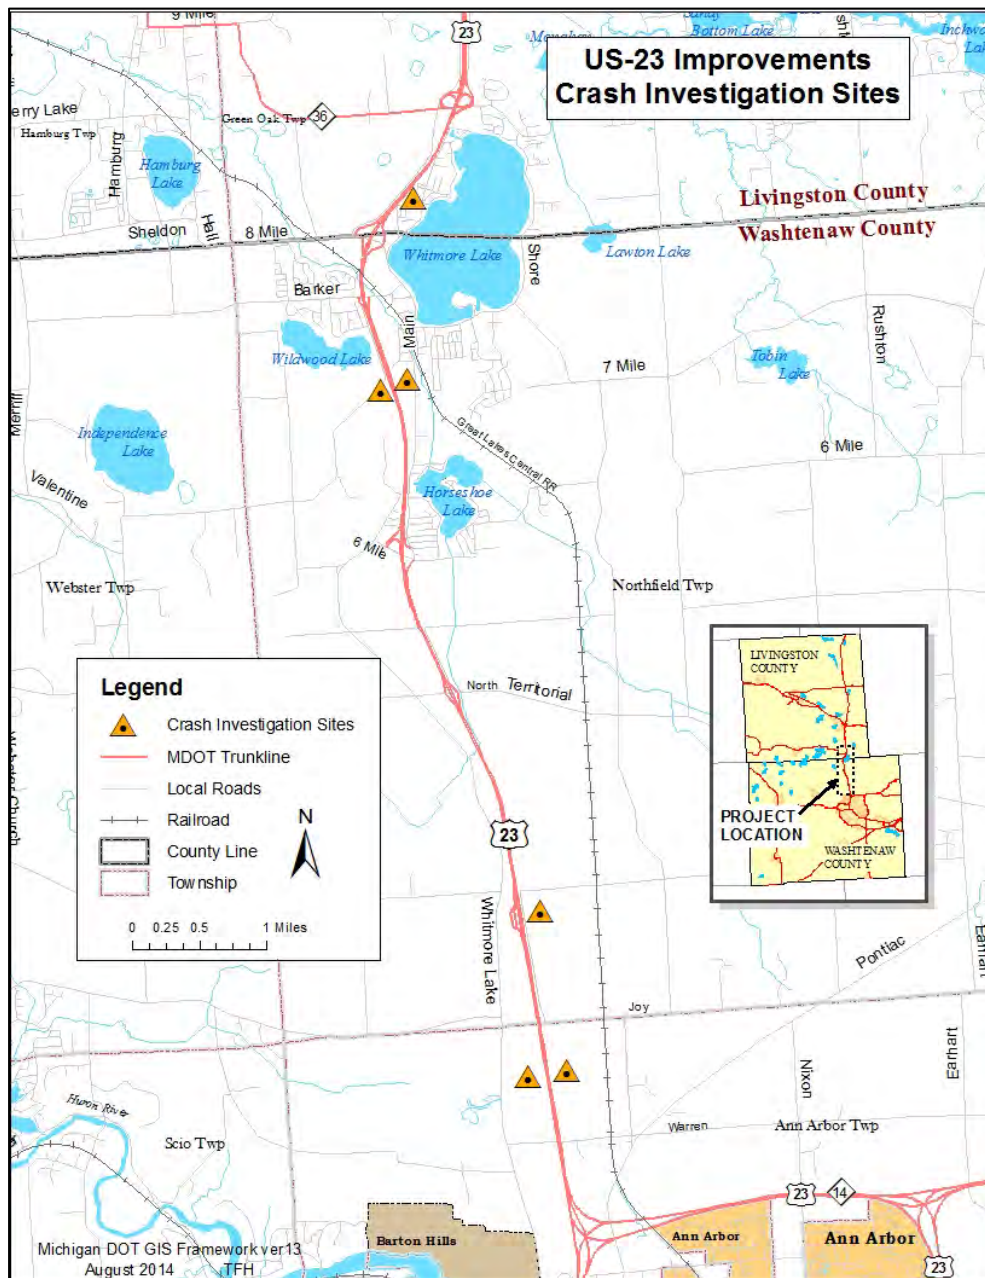 9 Mile
23
Sandy
Bottom Lake
US-23 Improvements
Crash Investigation Sites
36
Green Oak Twp
Hamburg Twp
Hamburg
Hamburg
Lake
Livingston County
Washtenaw County
Sheldon
Hall
8 Mile
Whitmore Lake
Shore
Lawton Lake
Barker
Main
Rushton
Wildwood Lake
7 Mile
Tobin
Lake
Merrill
Independence
Lake
Great Lakes Central RR
6 Mile
Valentine
Horseshoe
Lake
6 Mile
Webster Twp
Northfield Twp
North Territorial
Legend
Crash Investigation Sites
MDOT Trunkline
Local Roads
Railroad
County Line
Township
N
0 0.25 0.5 1 Miles
23
LIVINGSTON
COUNTY
PROJECT
LOCATION
WASHTENAW
COUNTY
Whitmore Lake
Pontiac
Joy
Earhart
Nixon
Huron River
Scio Twp
Warren
Ann Arbor Twp
23
14
Barton Hills
Ann Arbor
Ann Arbor
23
Michigan DOT GIS Framework ver13
August 2014 TFH